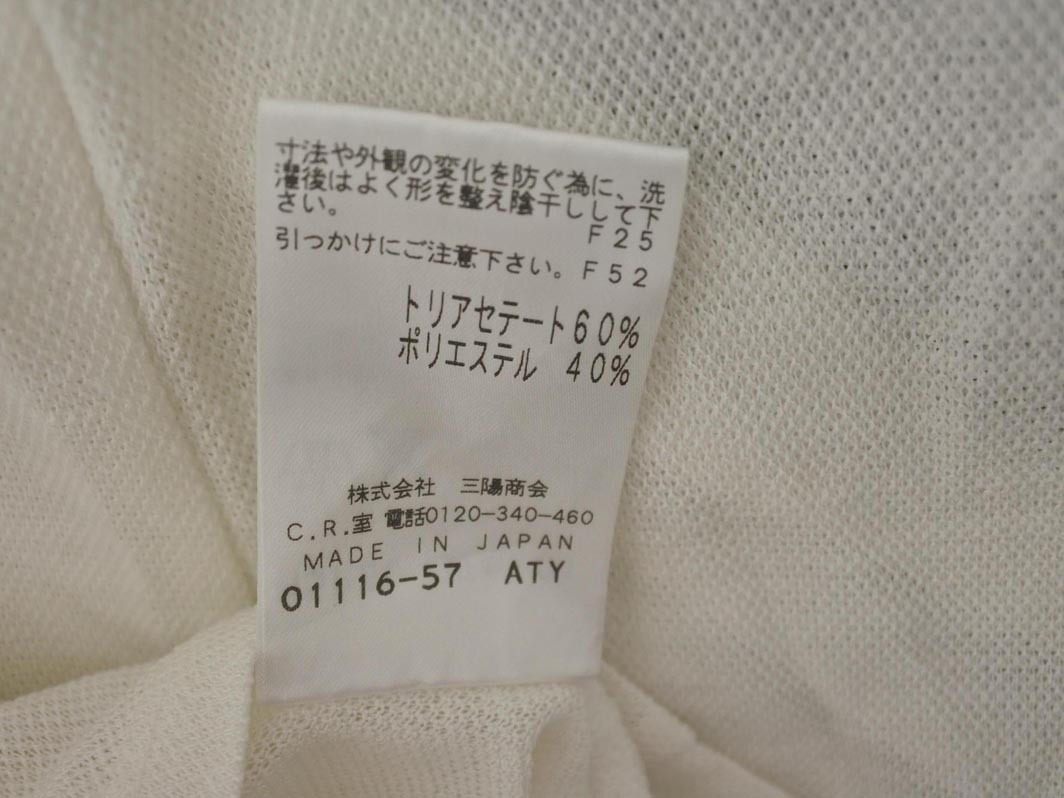 寸法や外観の変化を防ぐ為に、洗
濯後はよく形を整え陰干しして下
さい。
F25
引っかけにご注意下さい。F52
トリアセテート60%
ポリエステル 40%
株式会社 三陽商会
C.R.室 電話0120-340-460
MADE IN JAPAN
01116-57 ATY